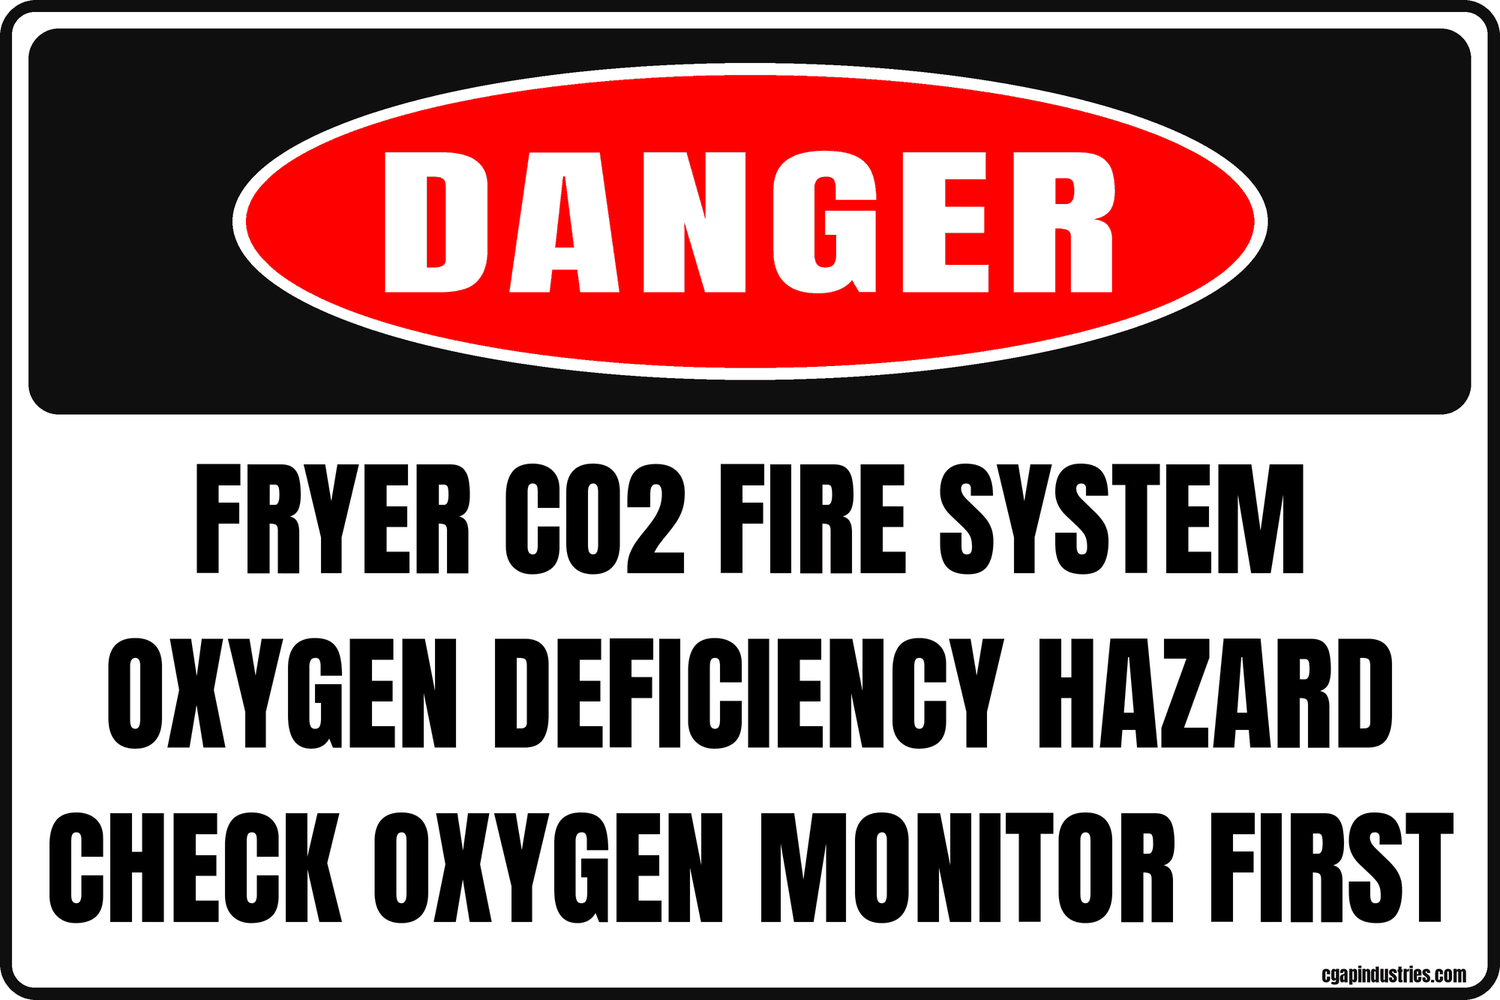 DANGER
FRYER CO2 FIRE SYSTEM
OXYGEN DEFICIENCY HAZARD
CHECK OXYGEN MONITOR FIRST
cgapindustries.com